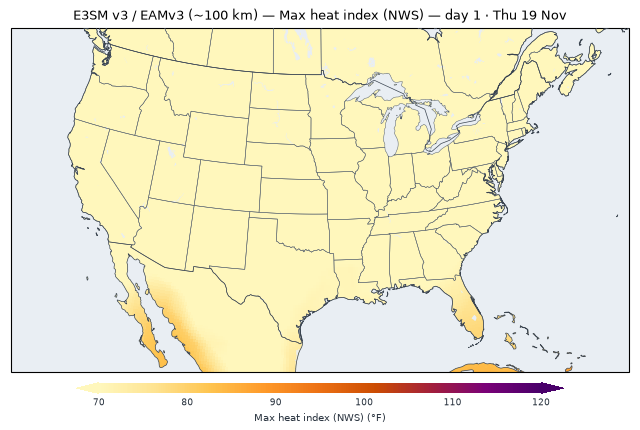 E3SM v3 / EAMv3 (~100 km) — Max heat index (NWS) — day 1 · Thu 19 Nov
70 80 90 100 110 120
Max heat index (NWS) (°F)